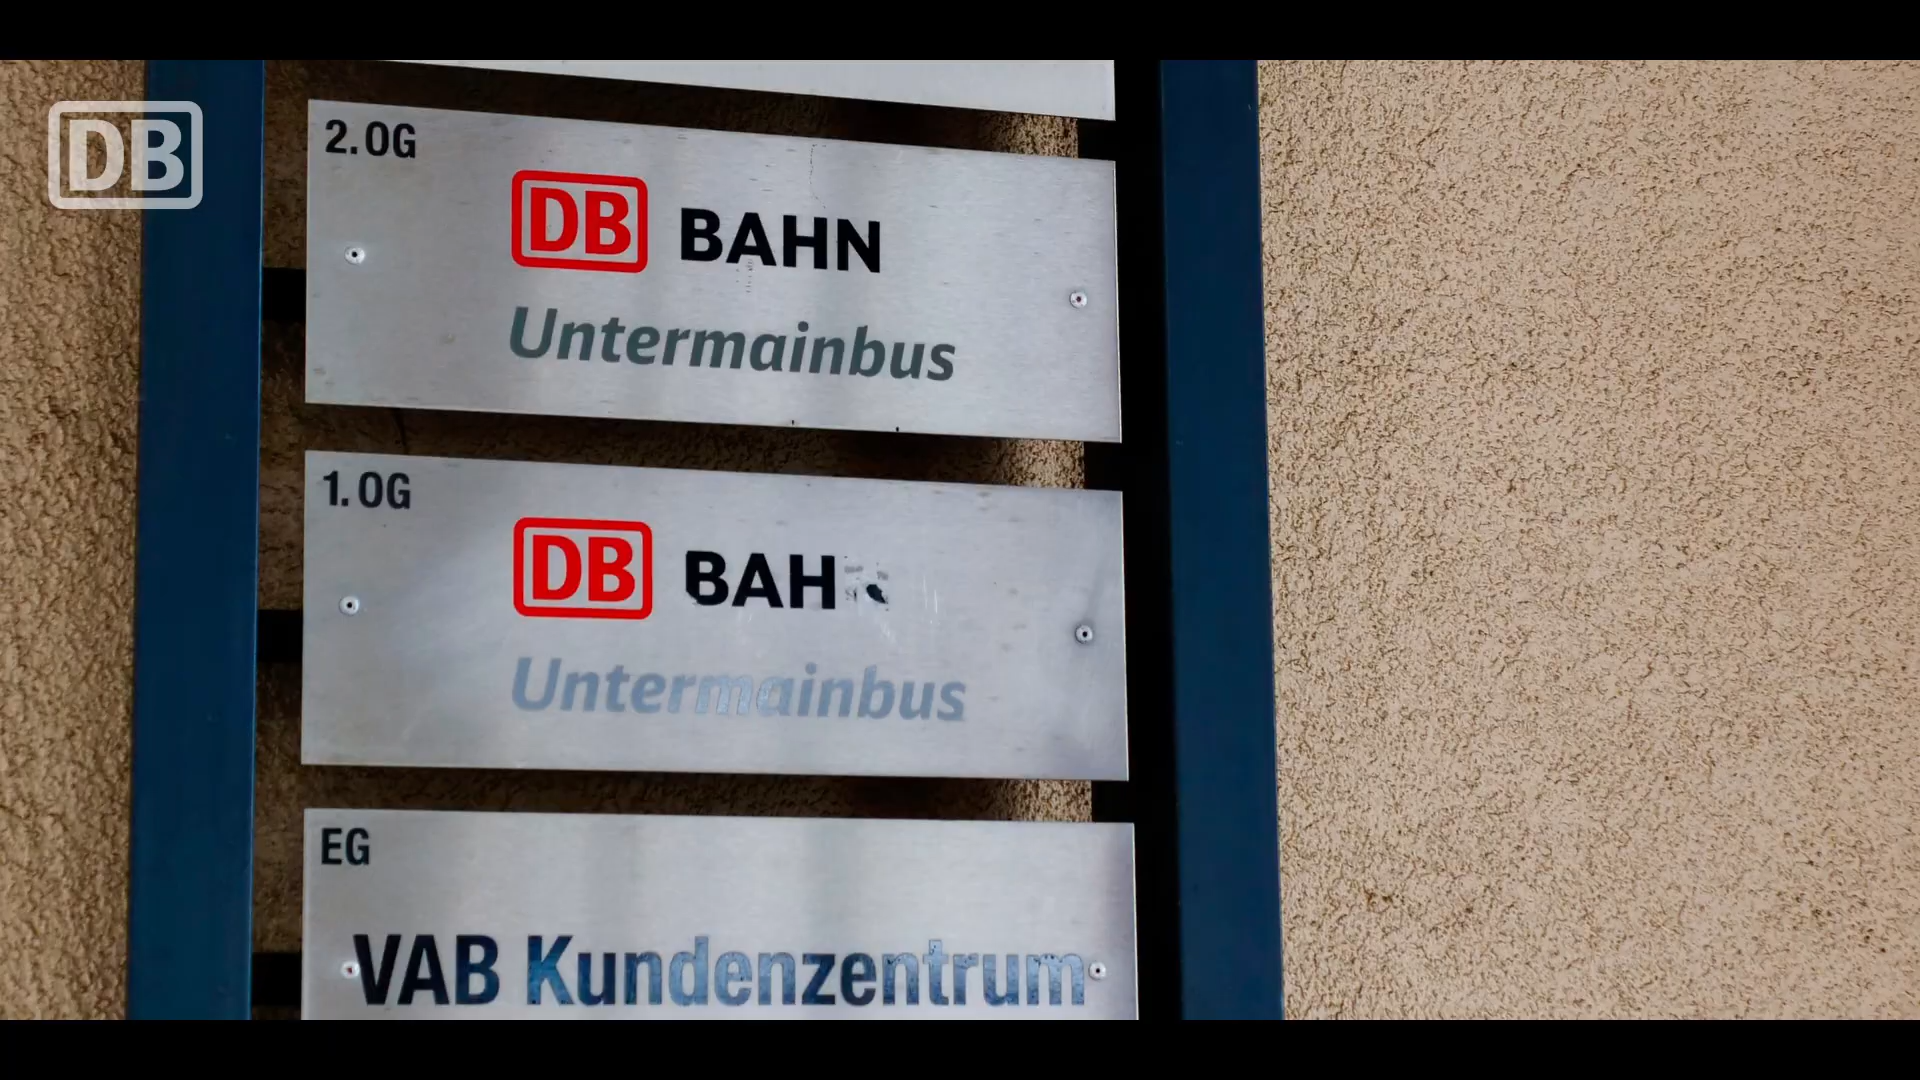 DB
2. OG
DB BAHN
Untermainbus
1. OG
DB BAH
Untermainbus
EG
VAB Kundenzentrum